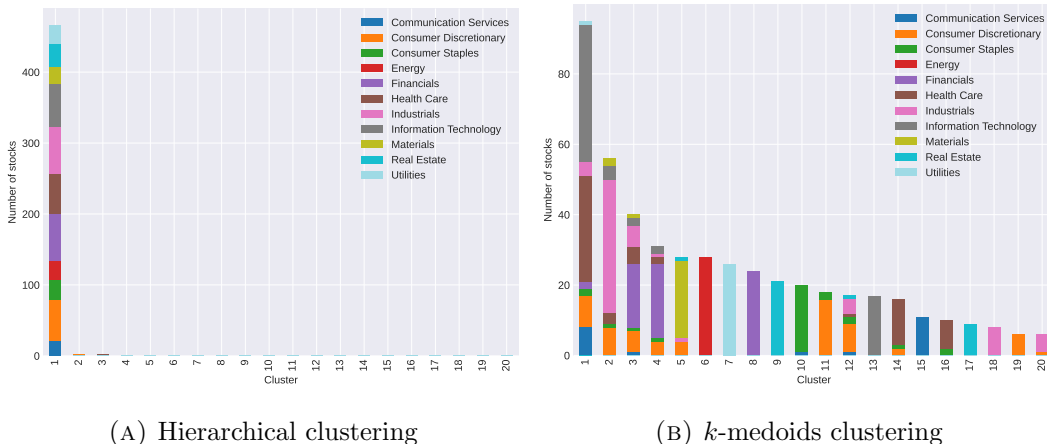 Number of stocks
400
300
200
100
0
Communication Services
Consumer Discretionary
Consumer Staples
Energy
Financials
Health Care
Industrials
Information Technology
Materials
Real Estate
Utilities
1 2 3 4 5 6 7 8 9 10 11 12 13 14 15 16 17 18 19 20
Cluster
(A) Hierarchical clustering
Number of stocks
80
60
40
20
0
Communication Services
Consumer Discretionary
Consumer Staples
Energy
Financials
Health Care
Industrials
Information Technology
Materials
Real Estate
Utilities
1 2 3 4 5 6 7 8 9 10 11 12 13 14 15 16 17 18 19 20
Cluster
(B) k-medoids clustering